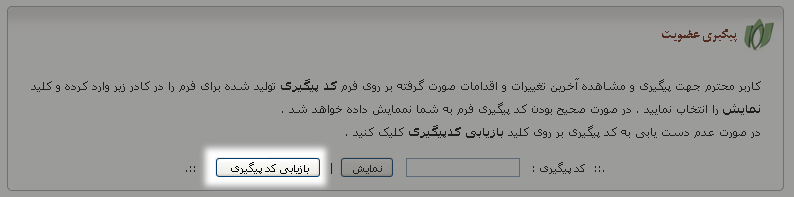 پیگیری عضویت
کاربر محترم جهت پیگیری و مشاهده آخرین تغییرات و اقدامات صورت گرفته بر روی فرم کد پیگیری تولید شده برای فرم را در کادر زیر وارد کرده و کلید
نمایش را انتخاب نمایید . در صورت صحیح بودن کد پیگیری فرم به شما نممایش داده خواهد شد .
در صورت عدم دست یابی به کد پیگیری بر روی کلید بازیابی کدپیگیری کلیک کنید .
.:: کدپیگیری : نمایش | بازیابی کد پیگیری ::.